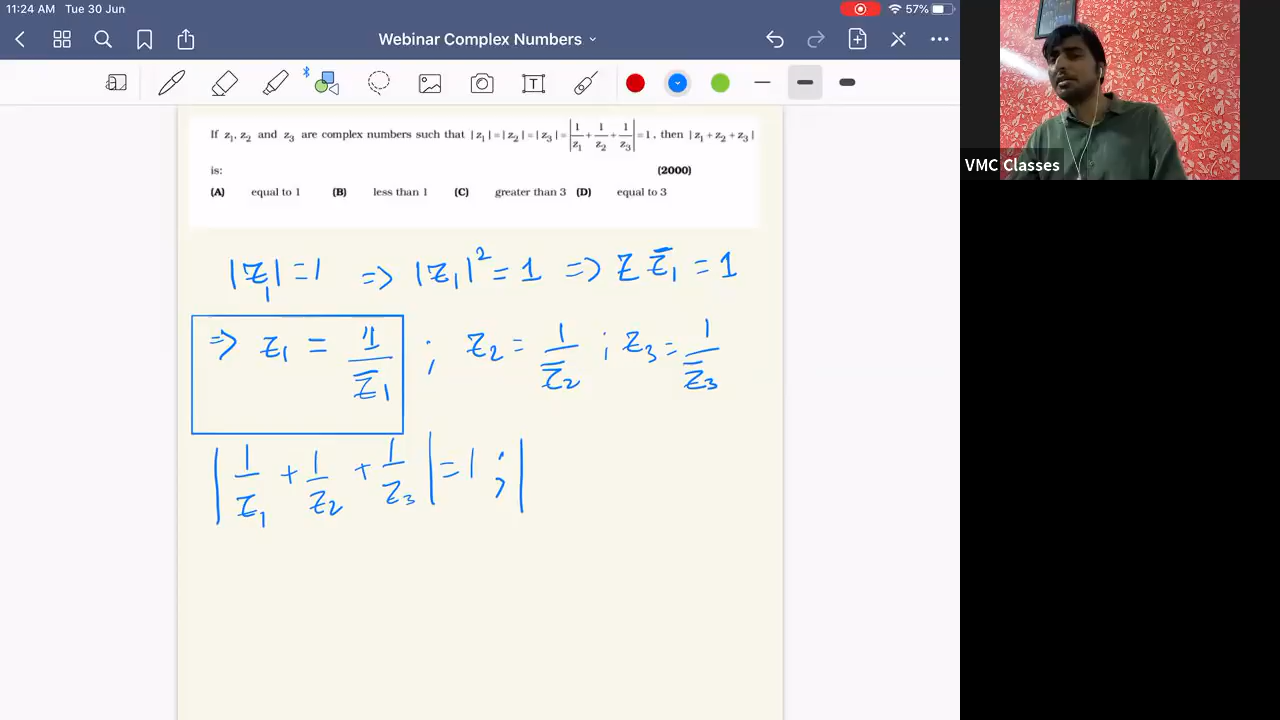 11:24 AM Tue 30 Jun
57%
Webinar Complex Numbers
T
VMC Classes
If z₁, z₂ and z₃ are complex numbers such that |z₁|=|z₂|=|z₃|=|1/z₁+1/z₂+1/z₃|=1, then |z₁+z₂+z₃|
is: (2000)
(A) equal to 1 (B) less than 1 (C) greater than 3 (D) equal to 3
|z₁|=1 => |z₁|²=1 => z z̄₁=1
=> z₁ = 1/z̄₁ ; z₂ = 1/z̄₂ ; z₃ = 1/z̄₃
|1/z₁ + 1/z₂ + 1/z₃| = 1 ; |